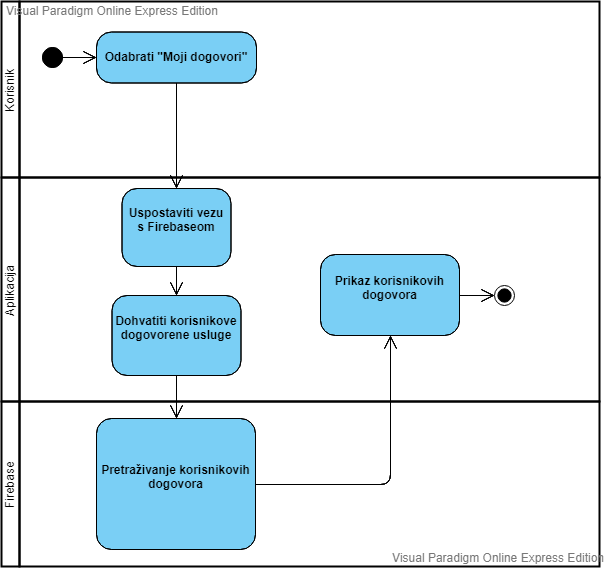 Visual Paradigm Online Express Edition
Korisnik
Odabrati "Moji dogovori"
Aplikacija
Uspostaviti vezu
s Firebaseom
Dohvatiti korisnikove
dogovorene usluge
Prikaz korisnikovih
dogovora
Firebase
Pretraživanje korisnikovih
dogovora
Visual Paradigm Online Express Edition